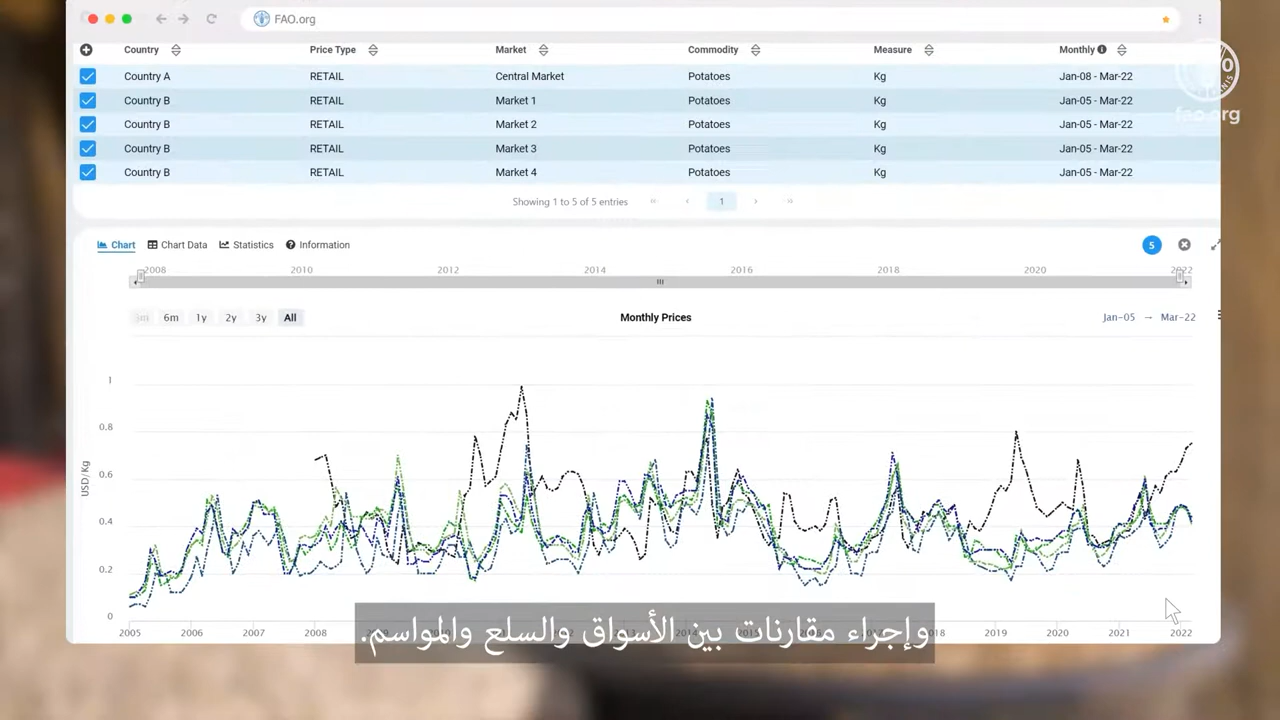 FAO.org
Country Price Type Market Commodity Measure Monthly
Country A RETAIL Central Market Potatoes Kg Jan-08 - Mar-22
Country B RETAIL Market 1 Potatoes Kg Jan-05 - Mar-22
Country B RETAIL Market 2 Potatoes Kg Jan-05 - Mar-22
Country B RETAIL Market 3 Potatoes Kg Jan-05 - Mar-22
Country B RETAIL Market 4 Potatoes Kg Jan-05 - Mar-22
fao.org
Showing 1 to 5 of 5 entries « ‹ 1 › »
Chart Chart Data Statistics Information 5
2008 2010 2012 2014 2016 2018 2020 2022
3m 6m 1y 2y 3y All Monthly Prices Jan-05 → Mar-22
1
0.8
0.6
0.4
0.2
0
USD/Kg
2005 2006 2007 2008 2014 2018 2019 2020 2021 2022
وإجراء مقارنات بين الأسواق والسلع والمواسم.